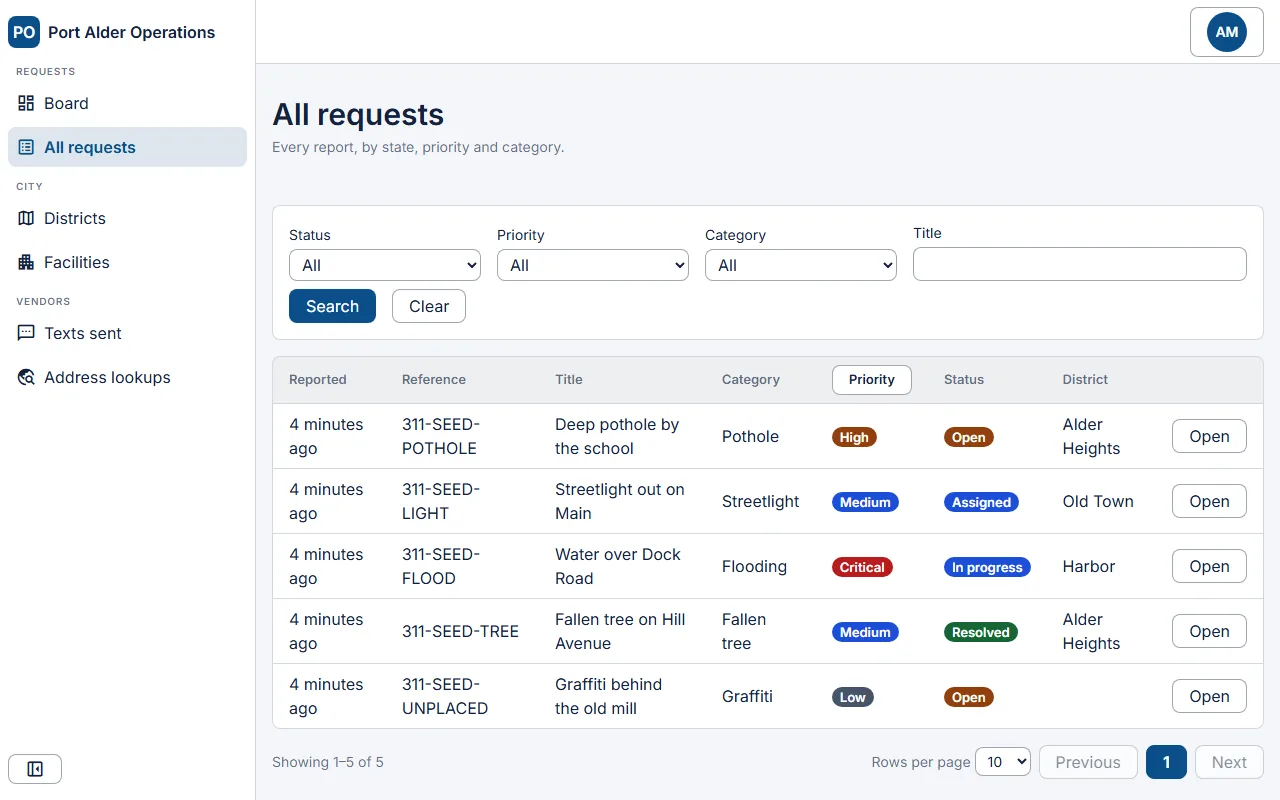 PO Port Alder Operations
AM
REQUESTS
Board
All requests
CITY
Districts
Facilities
VENDORS
Texts sent
Address lookups
All requests
Every report, by state, priority and category.
Status Priority Category Title
All All All
Search Clear
Reported Reference Title Category Priority Status District
4 minutes ago 311-SEED-POTHOLE Deep pothole by the school Pothole High Open Alder Heights Open
4 minutes ago 311-SEED-LIGHT Streetlight out on Main Streetlight Medium Assigned Old Town Open
4 minutes ago 311-SEED-FLOOD Water over Dock Road Flooding Critical In progress Harbor Open
4 minutes ago 311-SEED-TREE Fallen tree on Hill Avenue Fallen tree Medium Resolved Alder Heights Open
4 minutes ago 311-SEED-UNPLACED Graffiti behind the old mill Graffiti Low Open Open
Showing 1–5 of 5 Rows per page 10 Previous 1 Next